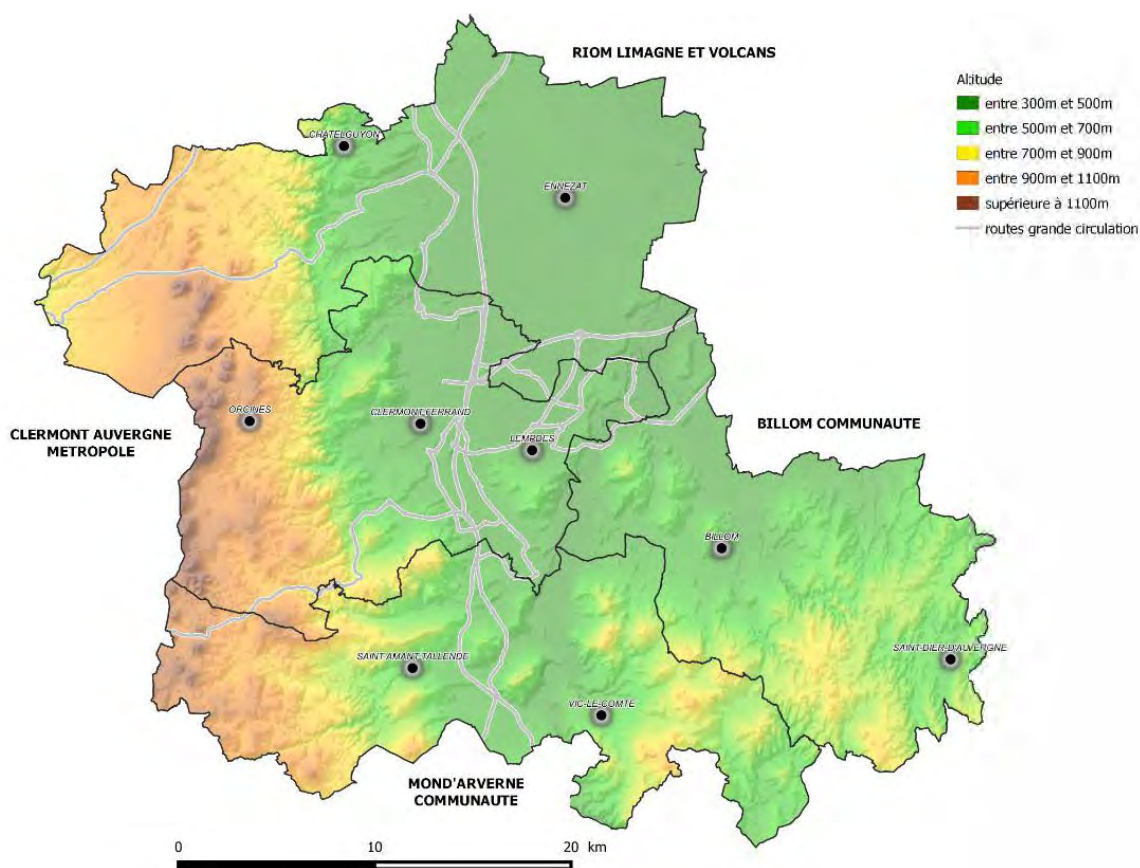 RIOM LIMAGNE ET VOLCANS
Altitude
entre 300m et 500m
entre 500m et 700m
entre 700m et 900m
entre 900m et 1100m
supérieure à 1100m
routes grande circulation
CHATELGUYON
ENNEZAT
ORCINES
CLERMONT-FERRAND
LEMPDES
CLERMONT AUVERGNE
METROPOLE
BILLOM COMMUNAUTE
BILLOM
SAINT-DIER-D'AUVERGNE
SAINT-AMANT-TALLENDE
VIC-LE-COMTE
MOND'ARVERNE
COMMUNAUTE
0 10 20 km